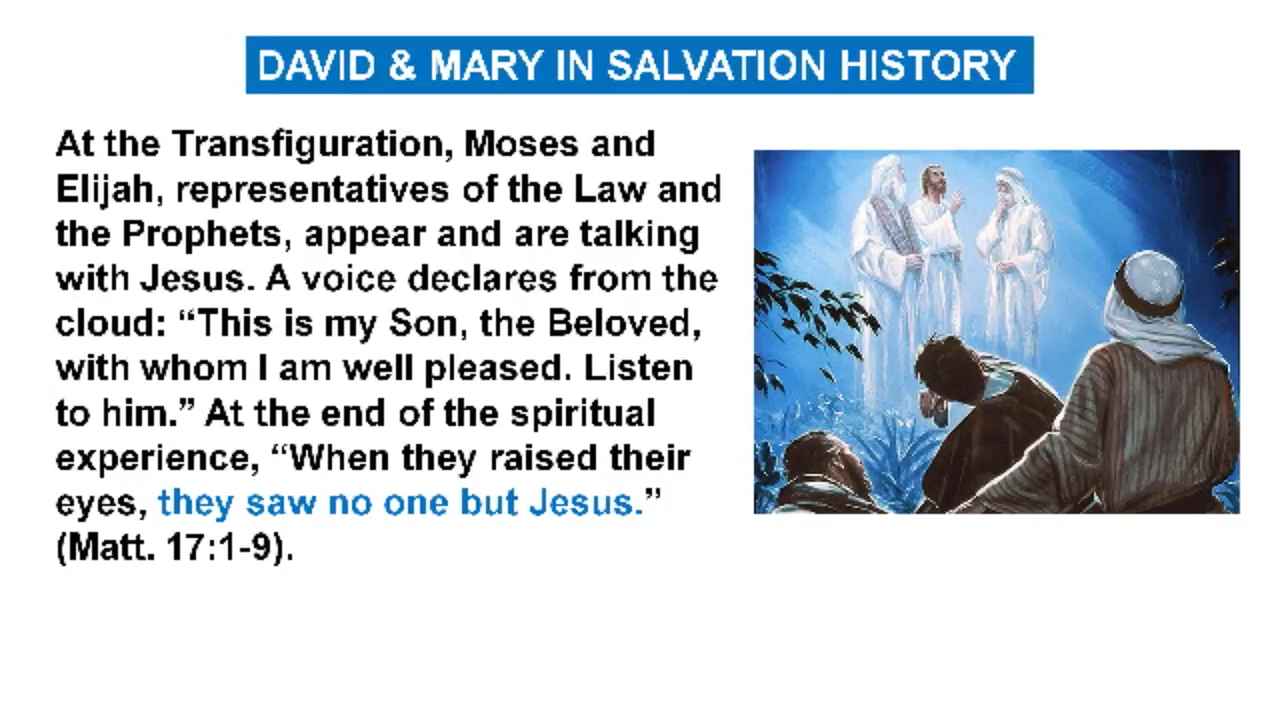 DAVID & MARY IN SALVATION HISTORY
At the Transfiguration, Moses and
Elijah, representatives of the Law and
the Prophets, appear and are talking
with Jesus. A voice declares from the
cloud: “This is my Son, the Beloved,
with whom I am well pleased. Listen
to him.” At the end of the spiritual
experience, “When they raised their
eyes, they saw no one but Jesus.”
(Matt. 17:1-9).